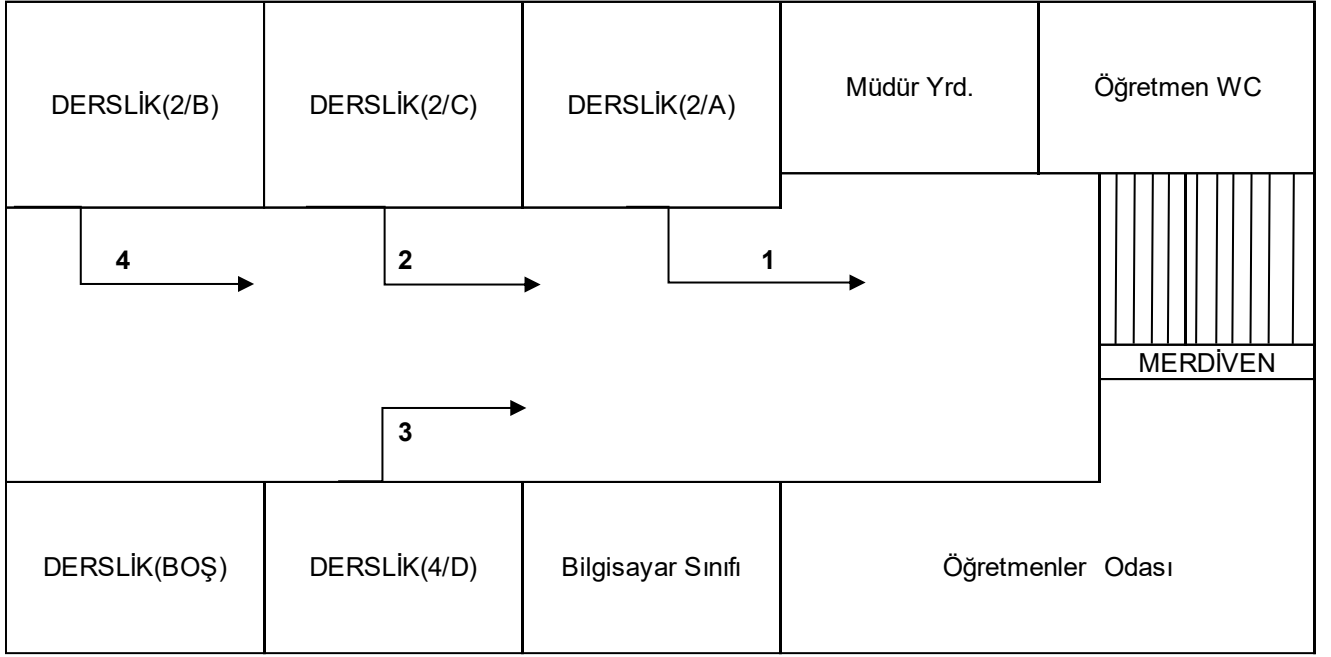 DERSLİK(2/B)
DERSLİK(2/C)
DERSLİK(2/A)
Müdür Yrd.
Öğretmen WC
4
2
1
MERDİVEN
3
DERSLİK(BOŞ)
DERSLİK(4/D)
Bilgisayar Sınıfı
Öğretmenler Odası